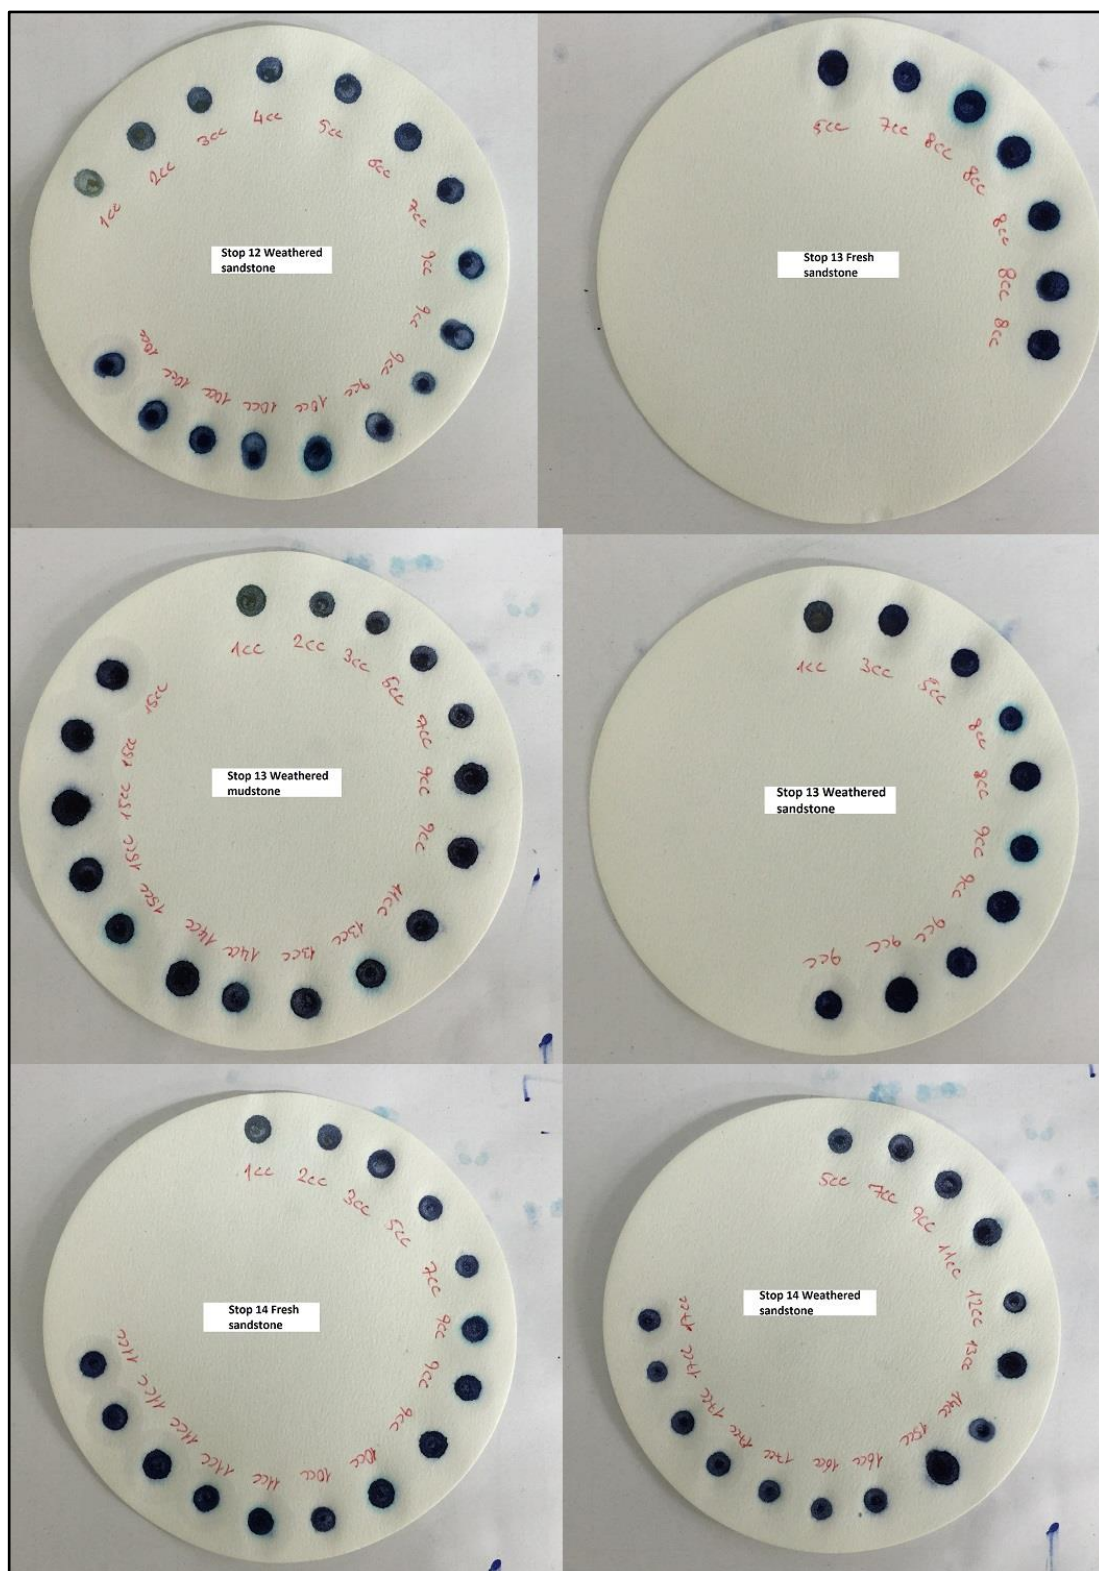 1cc
2cc
3cc
4cc
5cc
6cc
7cc
9cc
9cc
9cc
9cc
10cc
10cc
10cc
10cc
10cc
Stop 12 Weathered
sandstone
5cc
7cc
8cc
8cc
8cc
8cc
8cc
Stop 13 Fresh
sandstone
1cc
2cc
3cc
5cc
7cc
9cc
9cc
11cc
13cc
13cc
14cc
14cc
15cc
15cc
15cc
15cc
15cc
Stop 13 Weathered
mudstone
1cc
3cc
5cc
8cc
8cc
9cc
9cc
9cc
9cc
9cc
Stop 13 Weathered
sandstone
1cc
2cc
3cc
5cc
7cc
9cc
9cc
9cc
10cc
10cc
11cc
11cc
11cc
11cc
11cc
Stop 14 Fresh
sandstone
5cc
7cc
9cc
11cc
12cc
13cc
14cc
15cc
16cc
16cc
17cc
17cc
17cc
17cc
17cc
Stop 14 Weathered
sandstone